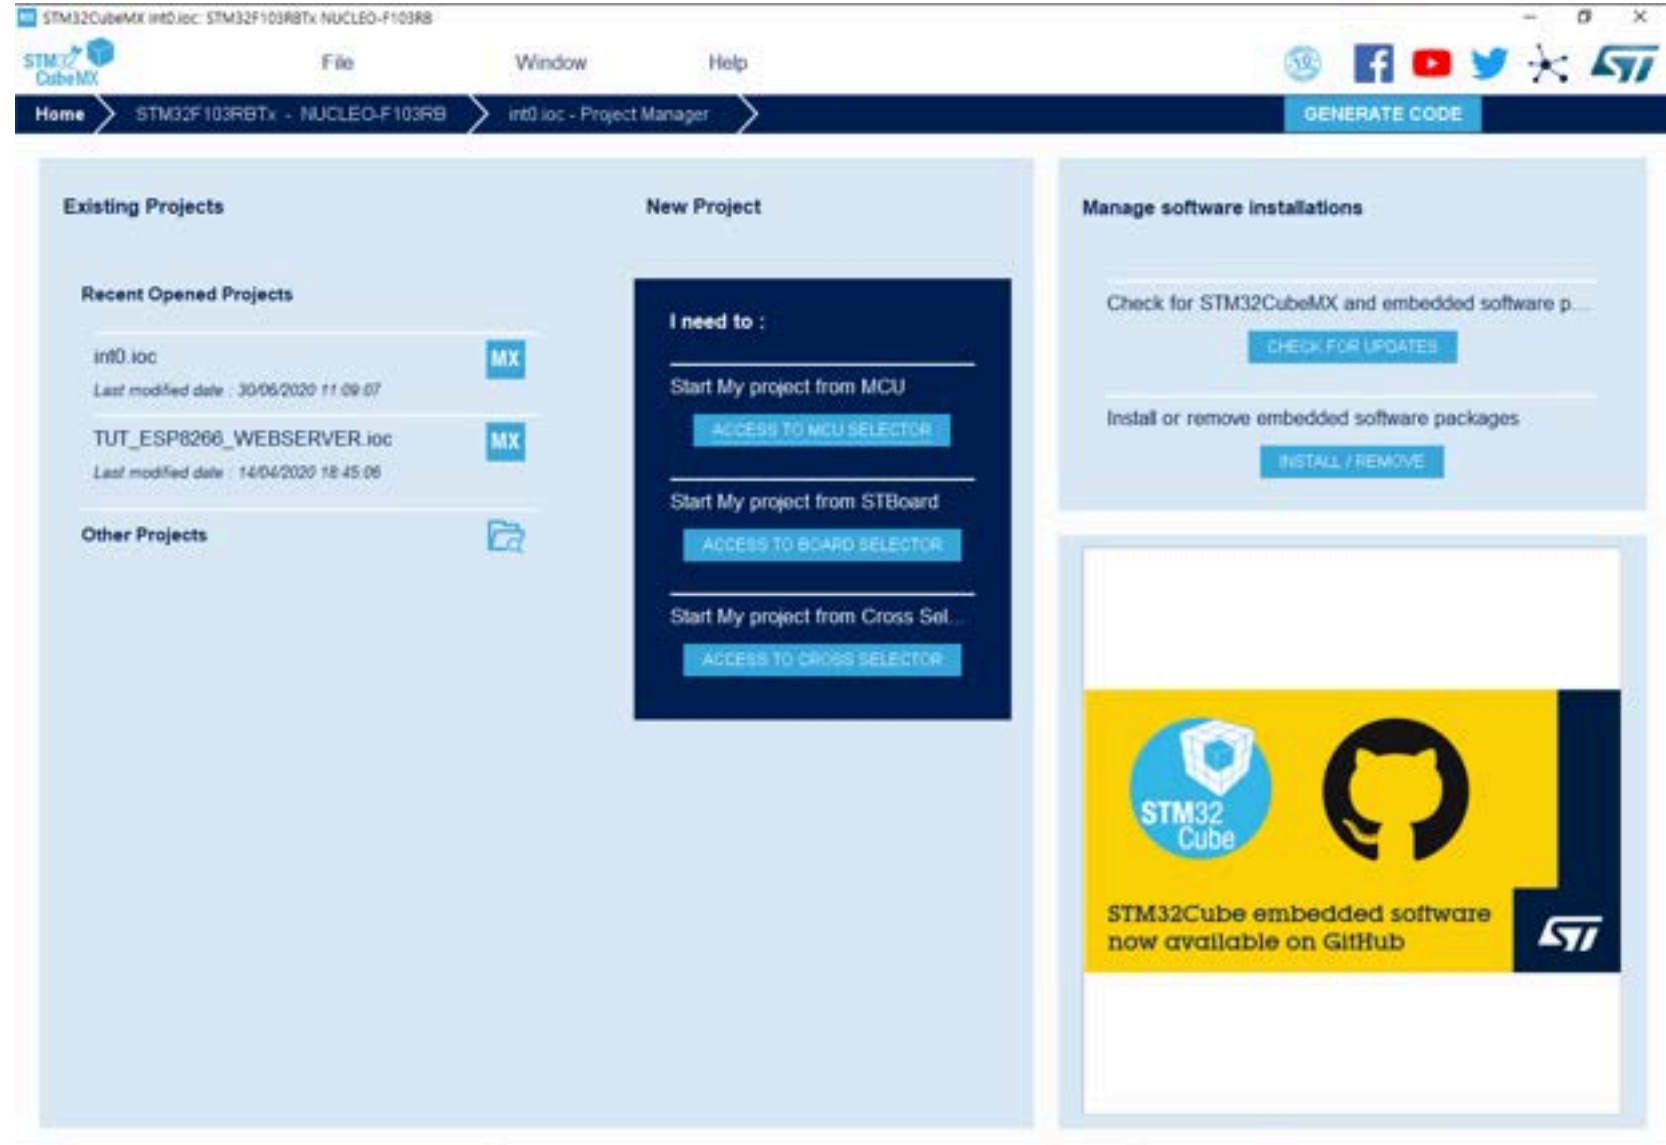 STM32CubeMX int0.ioc: STM32F103RBTx NUCLEO-F103RB
STM32
CubeMX
File
Window
Help
Home
STM32F103RBTx - NUCLEO-F103RB
int0.ioc - Project Manager
GENERATE CODE
Existing Projects
Recent Opened Projects
int0.ioc
MX
Last modified date : 30/06/2020 11:09:07
TUT_ESP8266_WEBSERVER.ioc
MX
Last modified date : 14/04/2020 18:45:06
Other Projects
New Project
I need to :
Start My project from MCU
ACCESS TO MCU SELECTOR
Start My project from STBoard
ACCESS TO BOARD SELECTOR
Start My project from Cross Sel...
ACCESS TO CROSS SELECTOR
Manage software installations
Check for STM32CubeMX and embedded software p...
CHECK FOR UPDATES
Install or remove embedded software packages
INSTALL / REMOVE
STM32
Cube
STM32Cube embedded software
now available on GitHub
ST